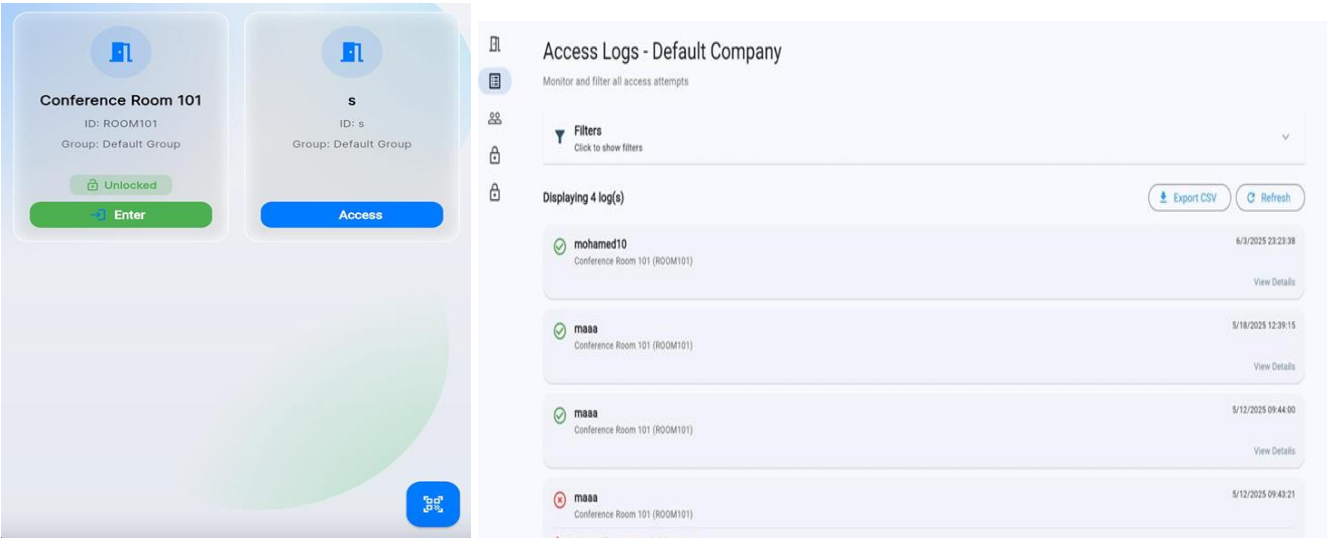 Conference Room 101
ID: ROOM101
Group: Default Group
Unlocked
Enter
s
ID: s
Group: Default Group
Access
Access Logs - Default Company
Monitor and filter all access attempts
Filters
Click to show filters
Displaying 4 log(s)
Export CSV
Refresh
mohamed10
6/3/2025 23:23:38
Conference Room 101 (ROOM101)
View Details
maaa
5/18/2025 12:39:15
Conference Room 101 (ROOM101)
View Details
maaa
5/12/2025 09:44:00
Conference Room 101 (ROOM101)
View Details
maaa
5/12/2025 09:43:21
Conference Room 101 (ROOM101)